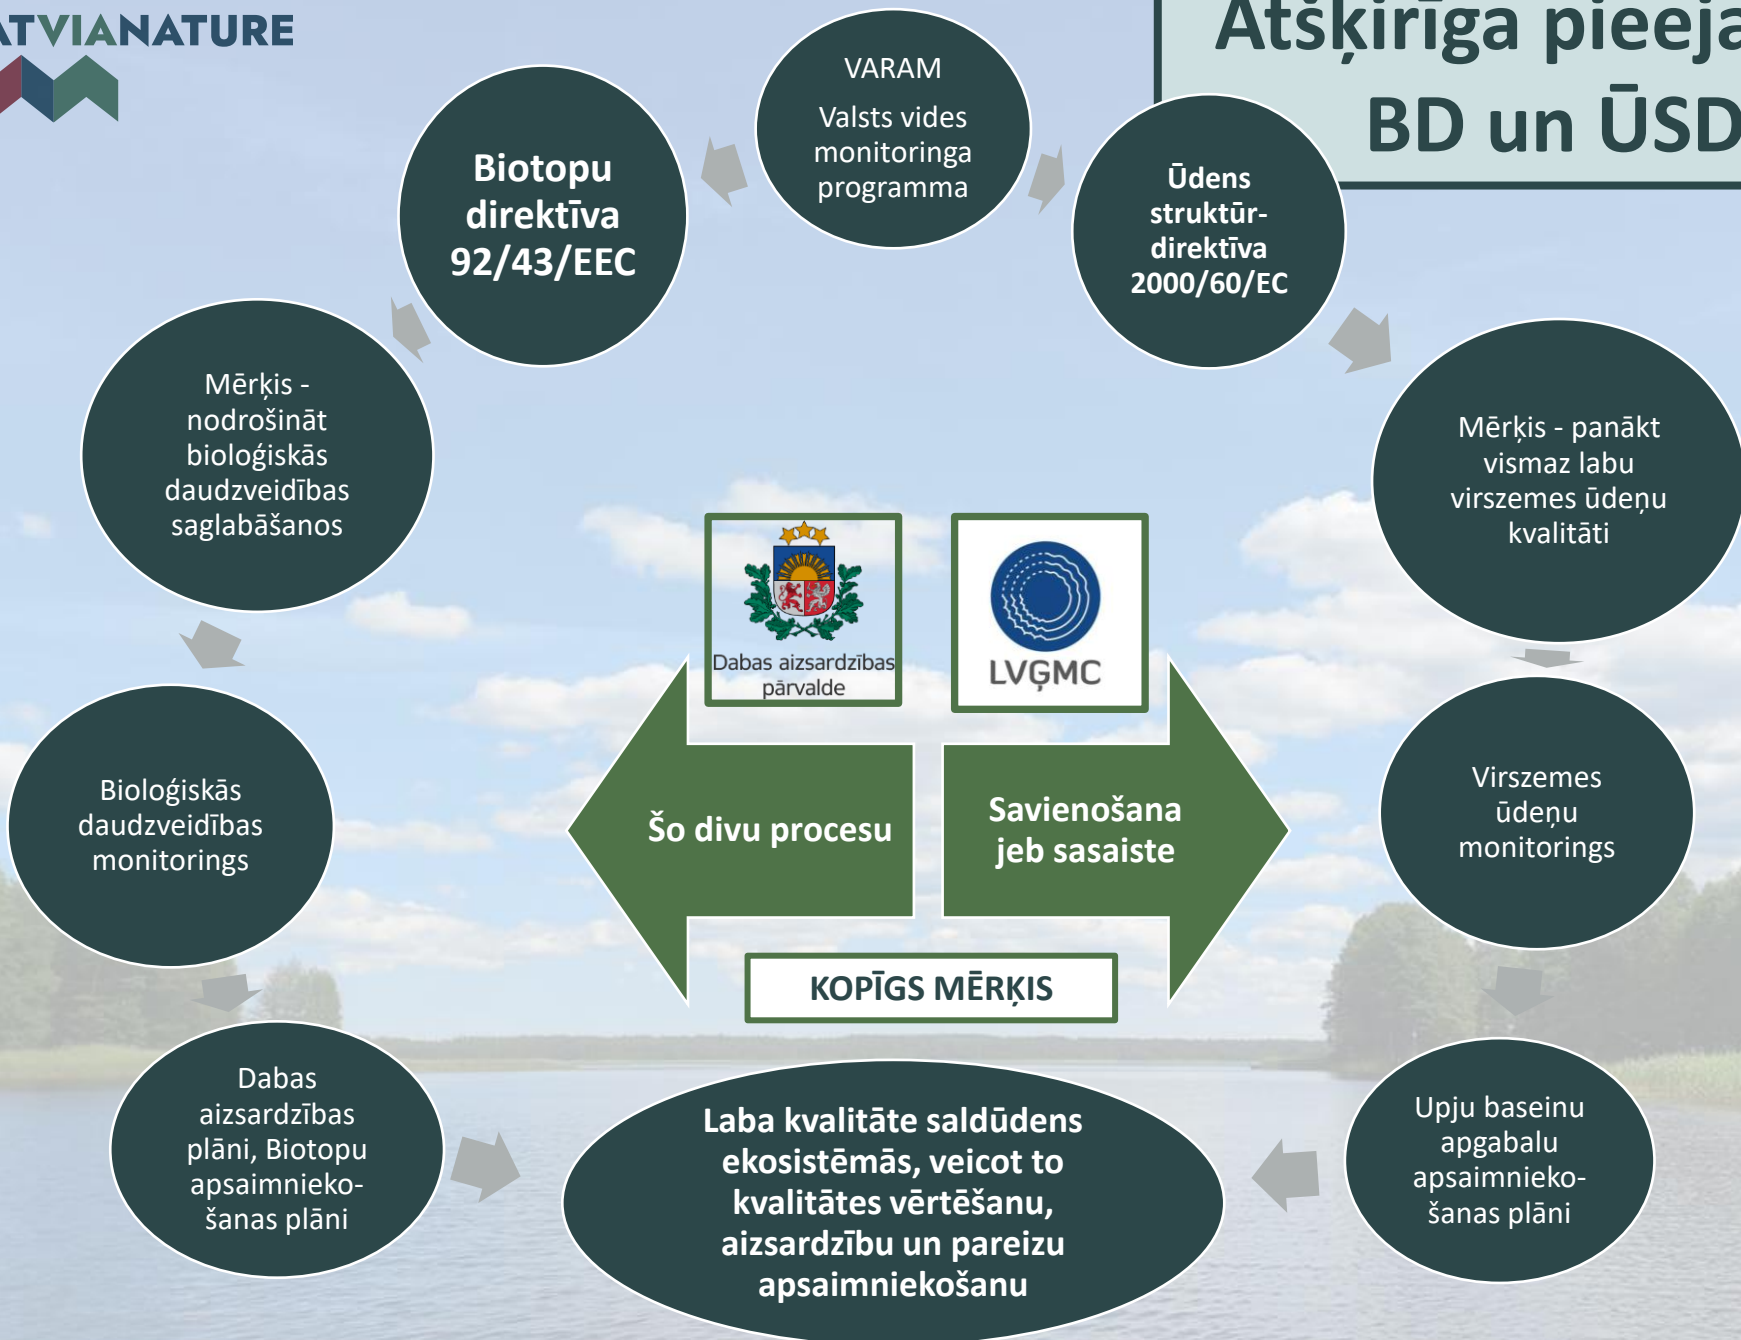 ATVIANATURE
Atšķirīga pieeja
BD un ŪSD
VARAM
Valsts vides
monitoringa
programma
Biotopu
direktīva
92/43/EEC
Ūdens
struktūr-
direktīva
2000/60/EC
Mērķis -
nodrošināt
bioloģiskās
daudzveidības
saglabāšanos
Mērķis - panākt
vismaz labu
virszemes ūdeņu
kvalitāti
Dabas aizsardzības
pārvalde
LVĢMC
Bioloģiskās
daudzveidības
monitorings
Šo divu procesu
Savienošana
jeb sasaiste
Virszemes
ūdeņu
monitorings
KOPĪGS MĒRĶIS
Dabas
aizsardzības
plāni, Biotopu
apsaimnieko-
šanas plāni
Laba kvalitāte saldūdens
ekosistēmās, veicot to
kvalitātes vērtēšanu,
aizsardzību un pareizu
apsaimniekošanu
Upju baseinu
apgabalu
apsaimnieko-
šanas plāni